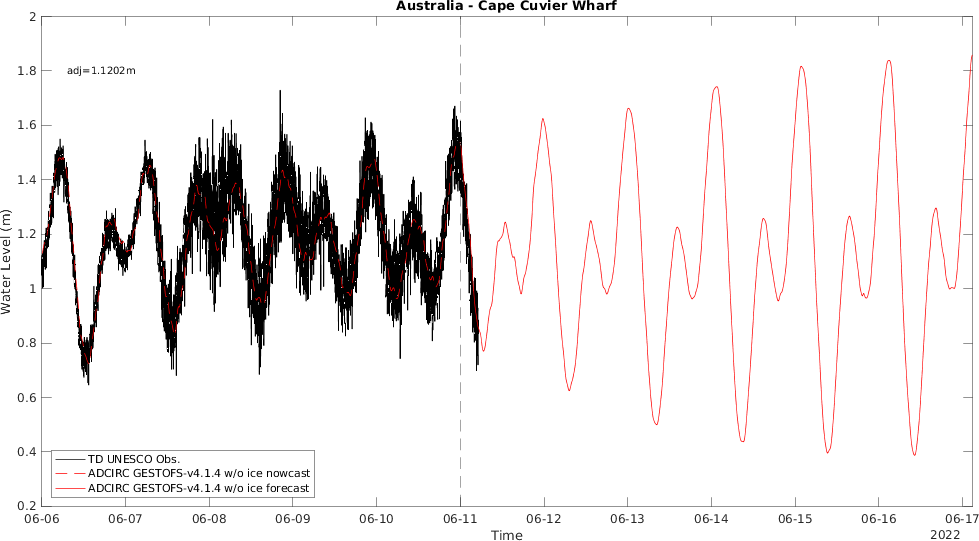 Australia - Cape Cuvier Wharf
2
1.8
1.6
1.4
1.2
1
0.8
0.6
0.4
0.2
Water Level (m)
adj=1.1202m
TD UNESCO Obs.
ADCIRC GESTOFS-v4.1.4 w/o ice nowcast
ADCIRC GESTOFS-v4.1.4 w/o ice forecast
06-06 06-07 06-08 06-09 06-10 06-11 06-12 06-13 06-14 06-15 06-16 06-17
Time
2022